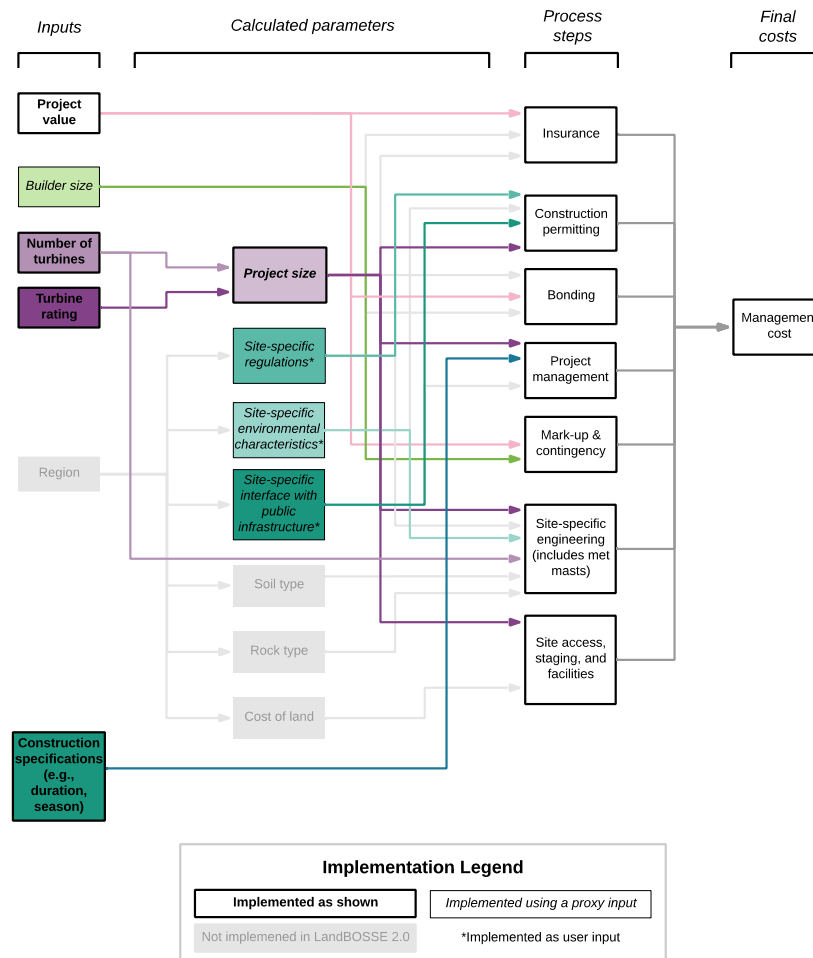 Inputs
Calculated parameters
Process
steps
Final
costs
Project
value
Builder size
Number of
turbines
Turbine
rating
Region
Construction
specifications
(e.g.,
duration,
season)
Project size
Site-specific
regulations*
Site-specific
environmental
characteristics*
Site-specific
interface with
public
infrastructure*
Soil type
Rock type
Cost of land
Insurance
Construction
permitting
Bonding
Project
management
Mark-up &
contingency
Site-specific
engineering
(includes met
masts)
Site access,
staging, and
facilities
Management
cost
Implementation Legend
Implemented as shown
Implemented using a proxy input
Not implemened in LandBOSSE 2.0
*Implemented as user input